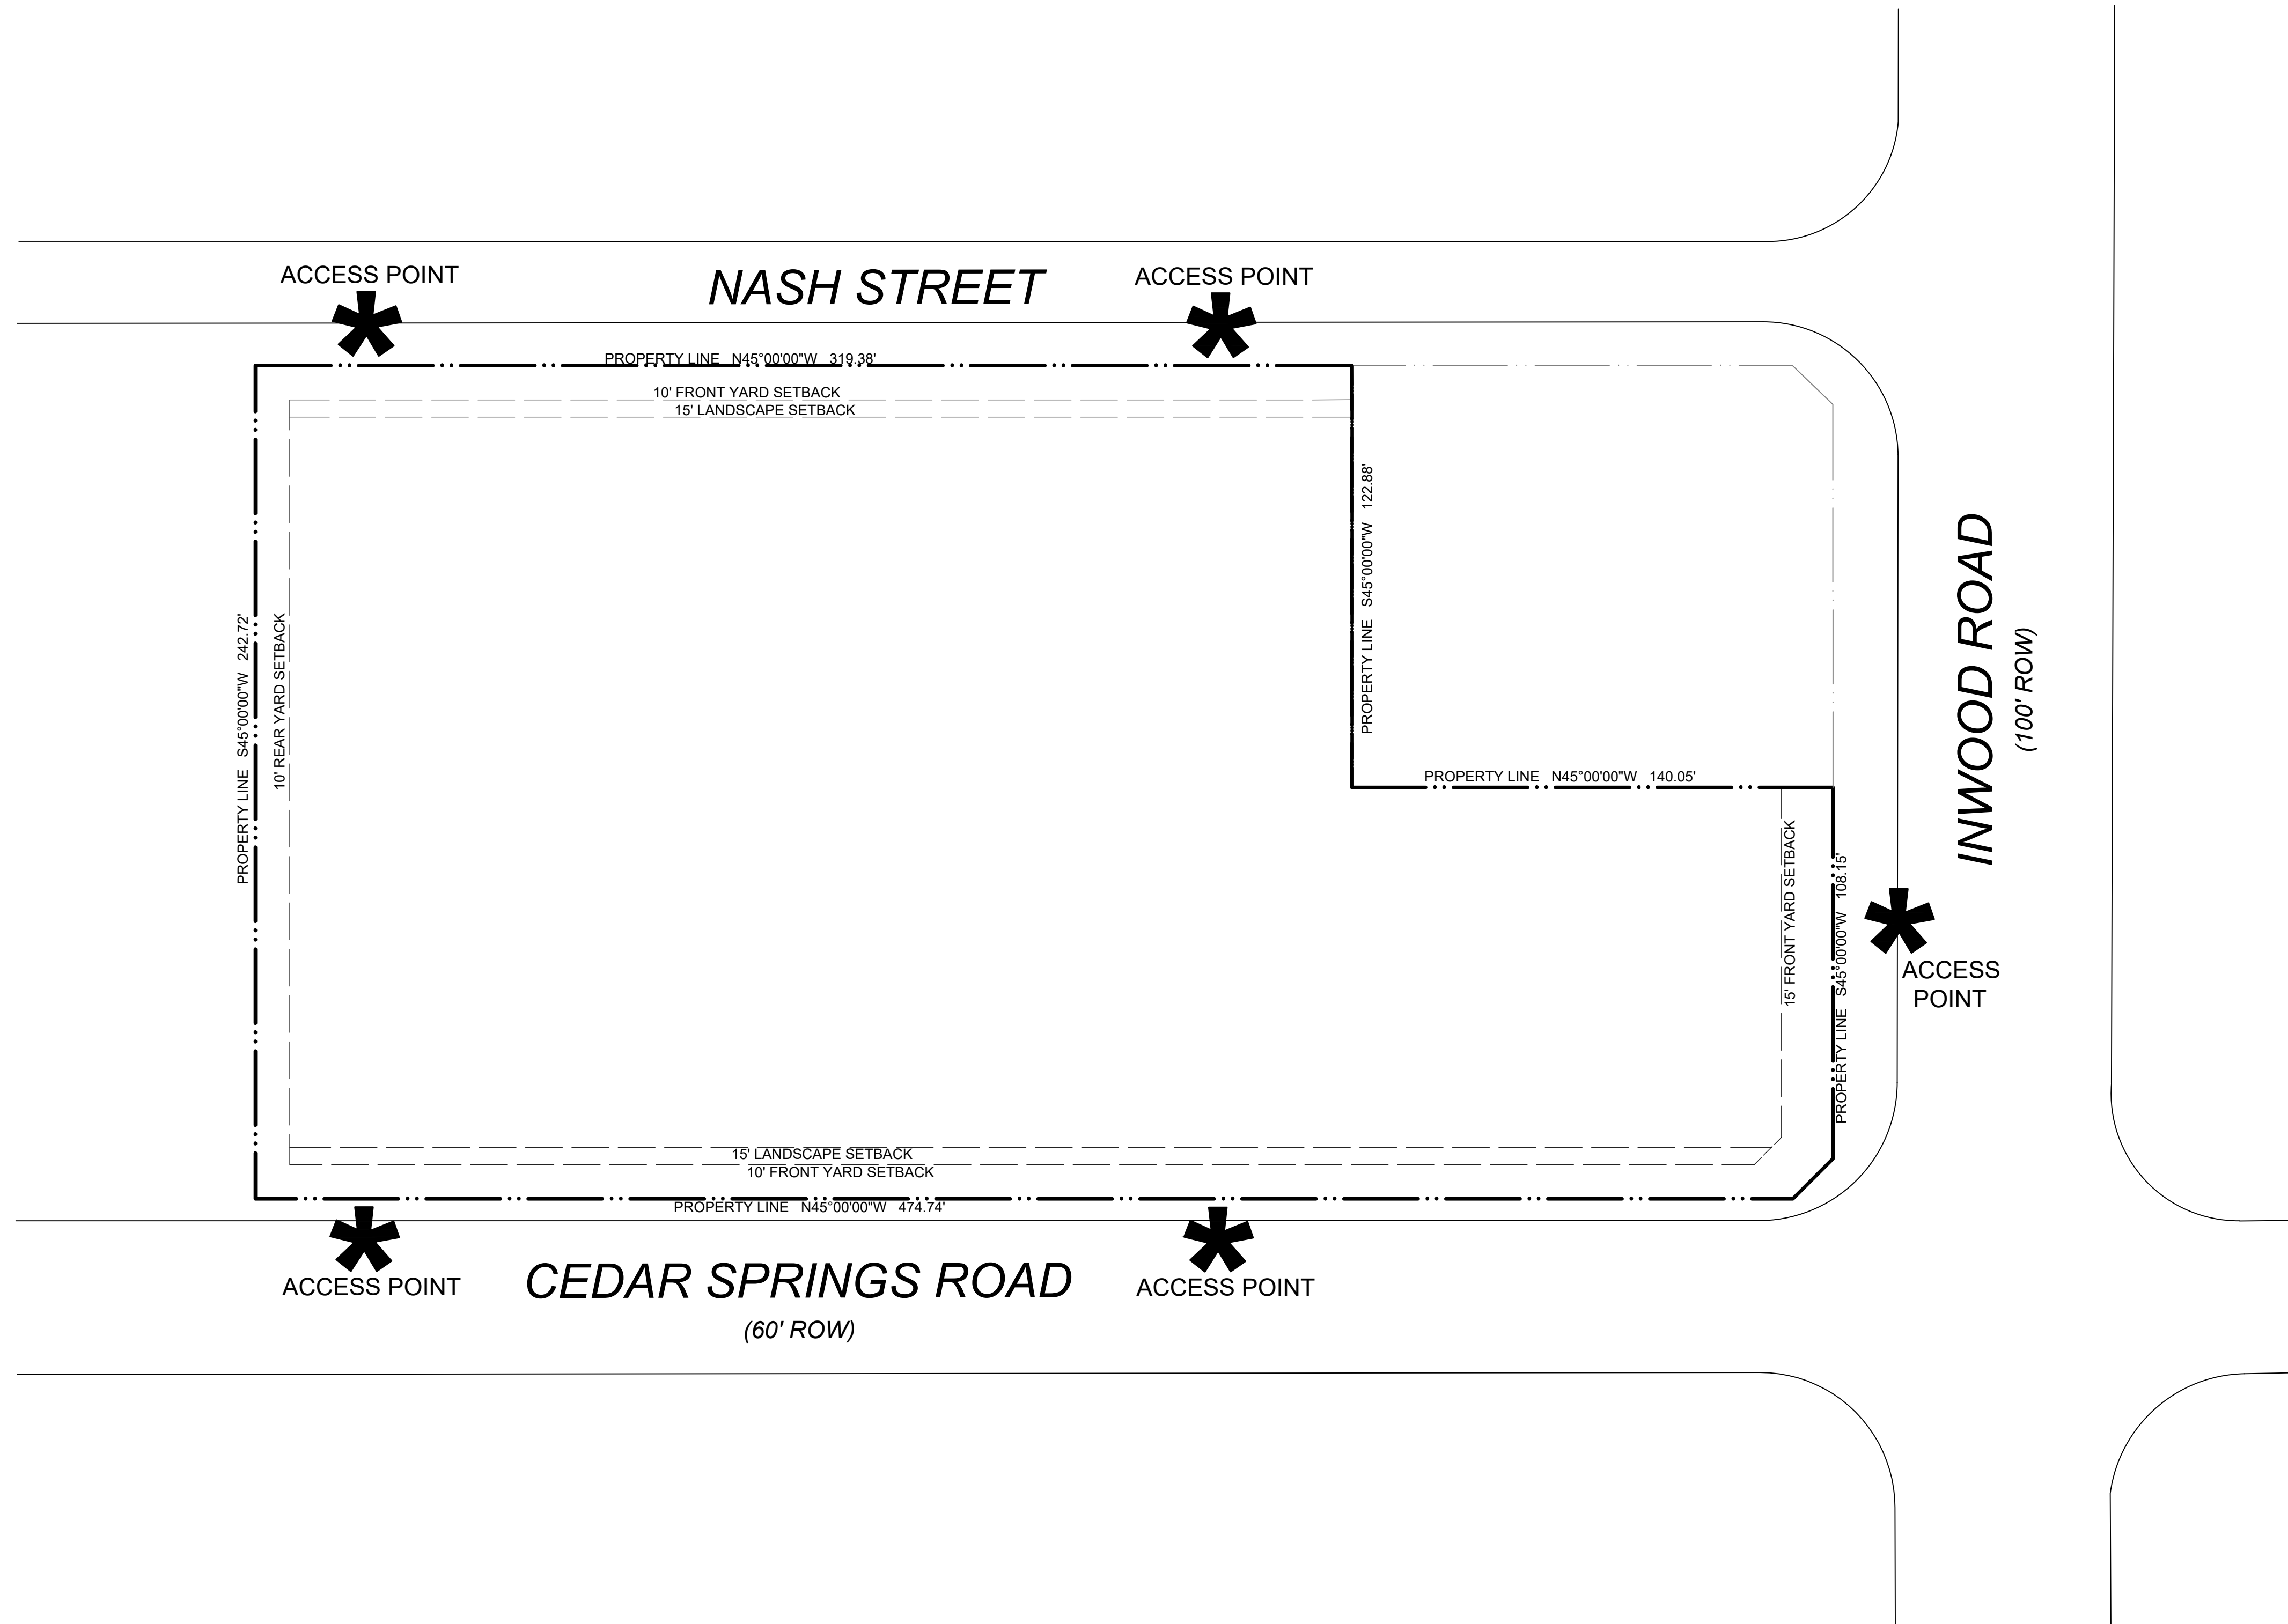 ACCESS POINT
NASH STREET
ACCESS POINT
PROPERTY LINE N45°00'00"W 319.38'
10' FRONT YARD SETBACK
15' LANDSCAPE SETBACK
PROPERTY LINE S45°00'00"W 122.88'
PROPERTY LINE S45°00'00"W 242.72'
10' REAR YARD SETBACK
INWOOD ROAD
(100' ROW)
PROPERTY LINE N45°00'00"W 140.05'
15' FRONT YARD SETBACK
PROPERTY LINE S45°00'00"W 108.15'
ACCESS
POINT
15' LANDSCAPE SETBACK
10' FRONT YARD SETBACK
PROPERTY LINE N45°00'00"W 474.74'
ACCESS POINT
CEDAR SPRINGS ROAD
ACCESS POINT
(60' ROW)